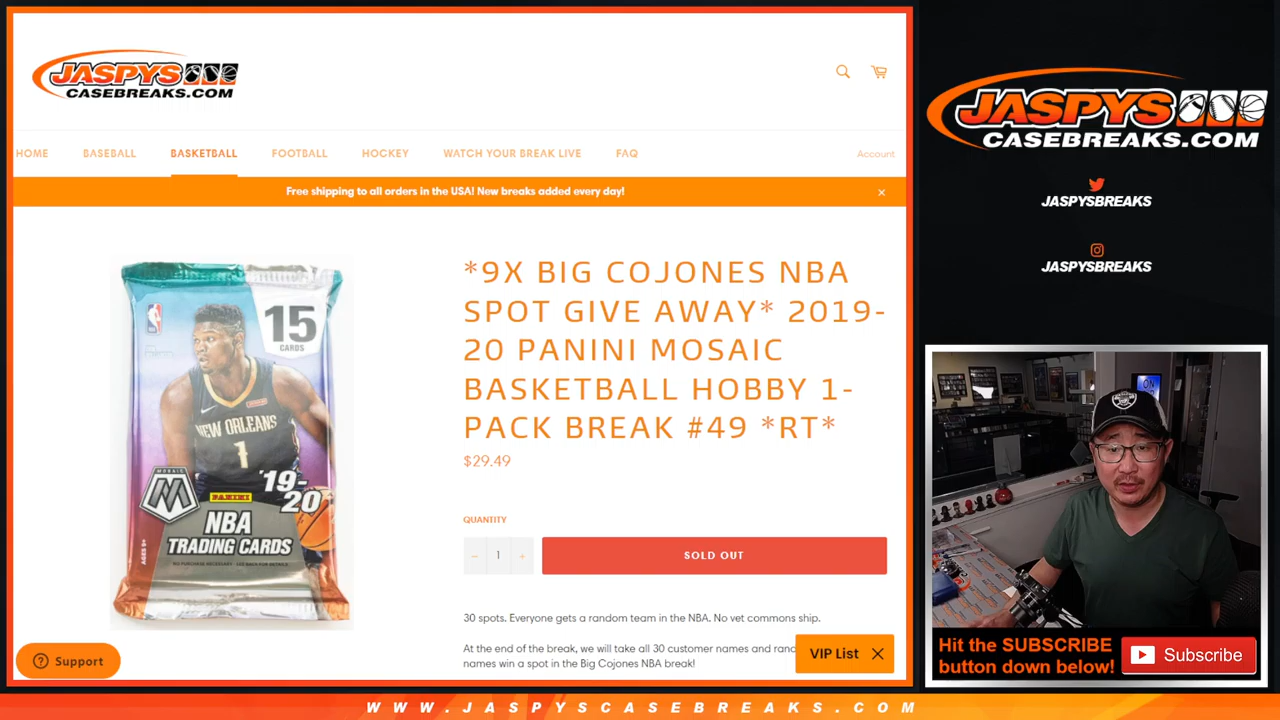 JASPYS
CASEBREAKS.COM
HOME BASEBALL BASKETBALL FOOTBALL HOCKEY WATCH YOUR BREAK LIVE FAQ Account
Free shipping to all orders in the USA! New breaks added every day! ×
15
CARDS
NEW ORLEANS
1
MOSAIC
M
PANINI
'19-
20
NBA
TRADING CARDS
*9X BIG COJONES NBA
SPOT GIVE AWAY* 2019-
20 PANINI MOSAIC
BASKETBALL HOBBY 1-
PACK BREAK #49 *RT*
$29.49
QUANTITY
− 1 +
SOLD OUT
30 spots. Everyone gets a random team in the NBA. No vet commons ship.
At the end of the break, we will take all 30 customer names and
names win a spot in the Big Cojones NBA break!
Support
VIP List
JASPYS
CASEBREAKS.COM
JASPYSBREAKS
JASPYSBREAKS
ON
Hit the SUBSCRIBE
button down below!
Subscribe
WWW.JASPYSCASEBREAKS.COM